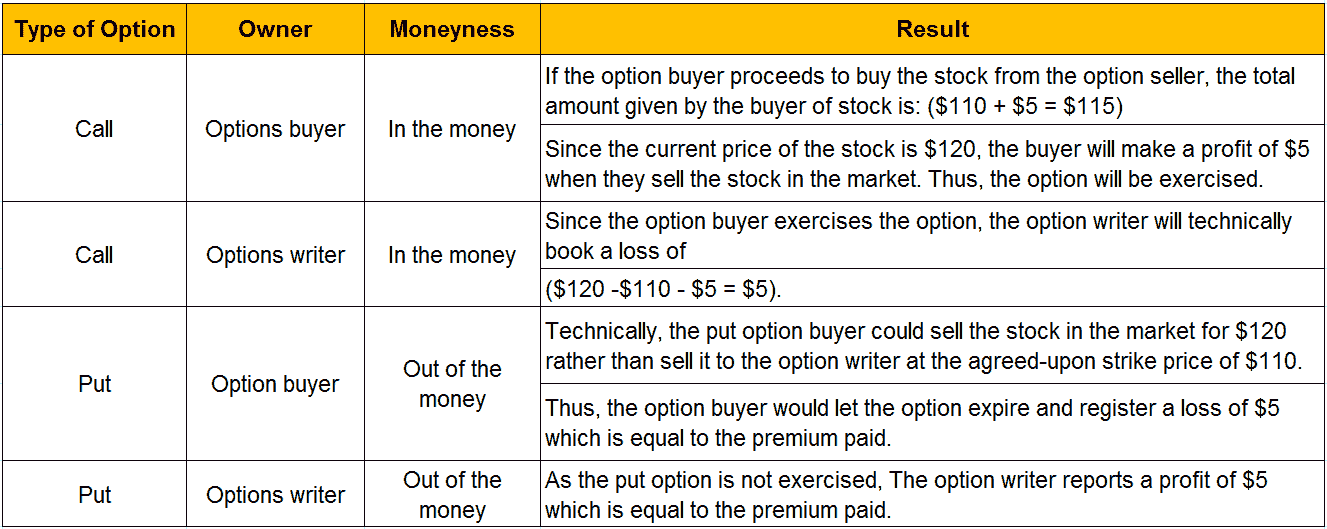 Type of Option Owner Moneyness Result
If the option buyer proceeds to buy the stock from the option seller, the total
amount given by the buyer of stock is: ($110 + $5 = $115)
Call Options buyer In the money
Since the current price of the stock is $120, the buyer will make a profit of $5
when they sell the stock in the market. Thus, the option will be exercised.
Call Options writer In the money
Since the option buyer exercises the option, the option writer will technically
book a loss of
($120 -$110 - $5 = $5).
Put Option buyer
Out of the
money
Technically, the put option buyer could sell the stock in the market for $120
rather than sell it to the option writer at the agreed-upon strike price of $110.
Thus, the option buyer would let the option expire and register a loss of $5
which is equal to the premium paid.
Put Options writer
Out of the
money
As the put option is not exercised, The option writer reports a profit of $5
which is equal to the premium paid.